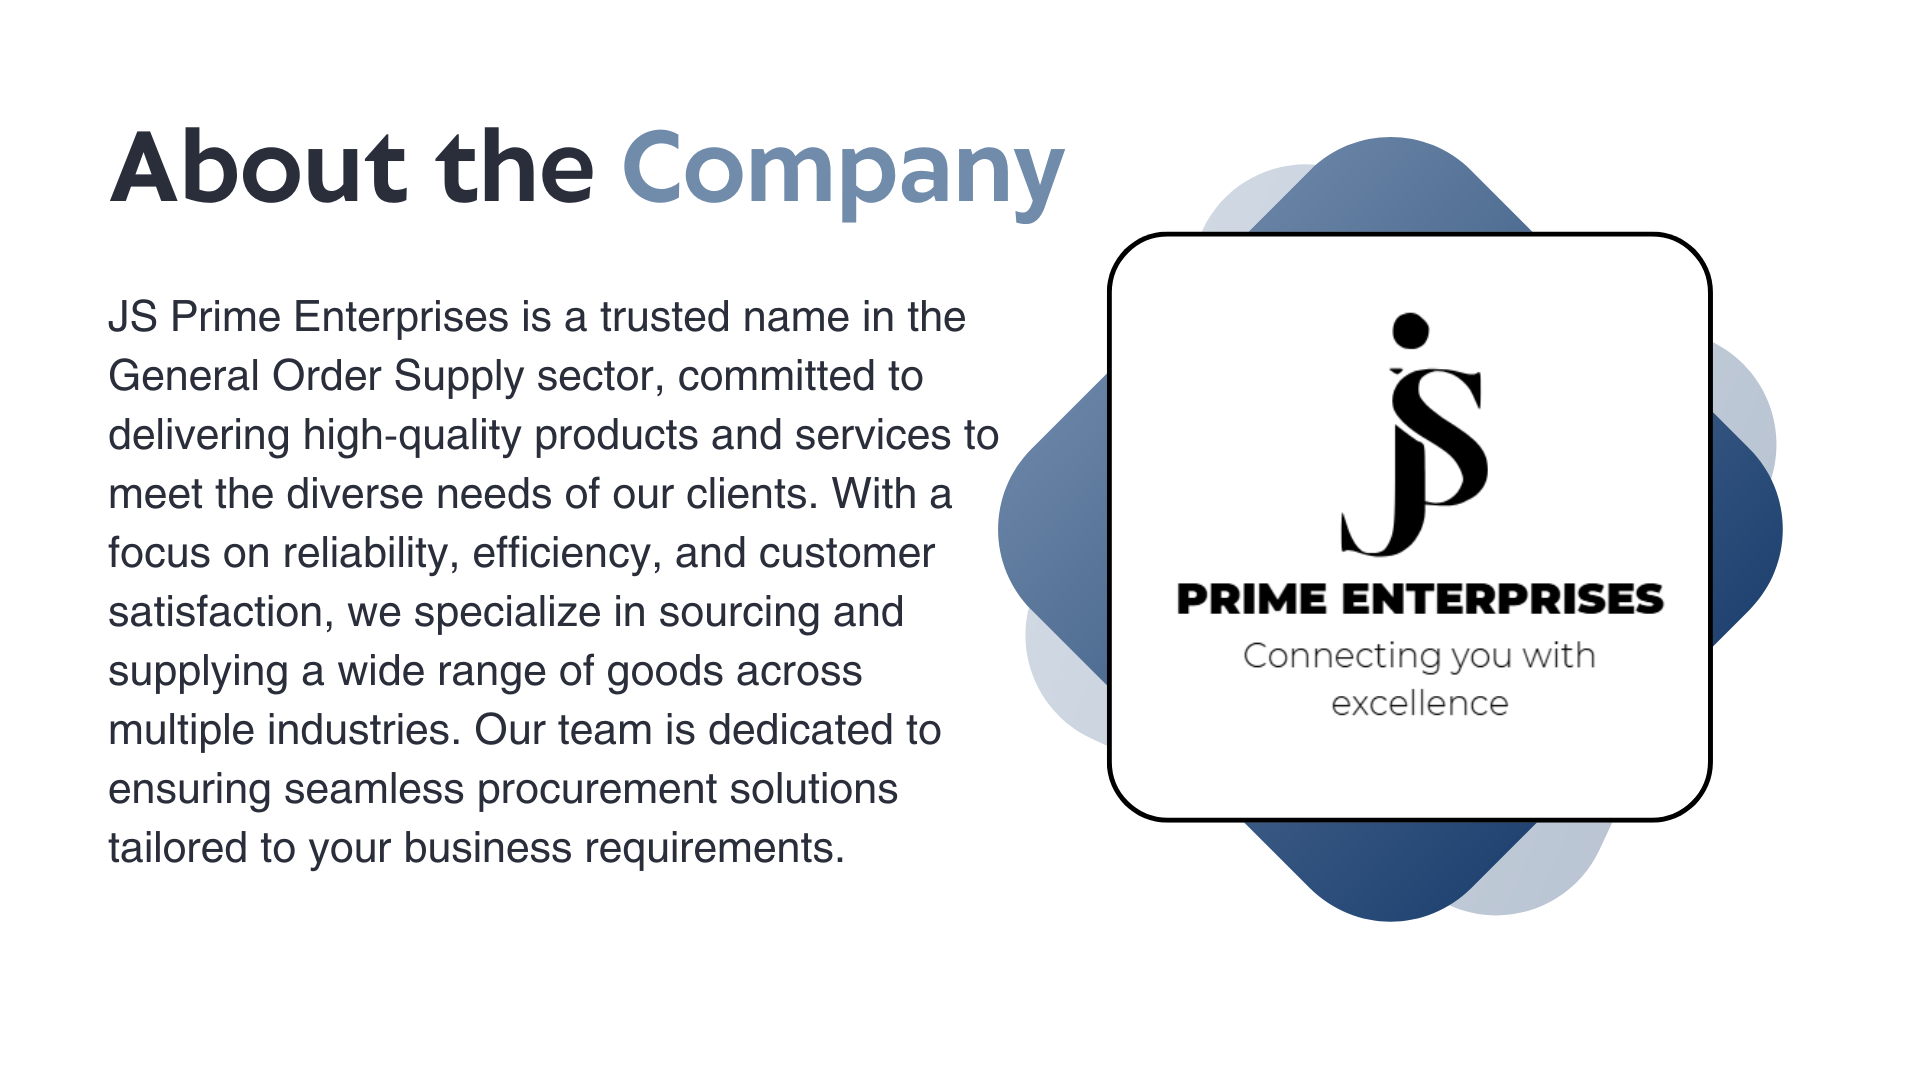 About the Company
JS Prime Enterprises is a trusted name in the
General Order Supply sector, committed to
delivering high-quality products and services to
meet the diverse needs of our clients. With a
focus on reliability, efficiency, and customer
satisfaction, we specialize in sourcing and
supplying a wide range of goods across
multiple industries. Our team is dedicated to
ensuring seamless procurement solutions
tailored to your business requirements.
js
PRIME ENTERPRISES
Connecting you with
excellence